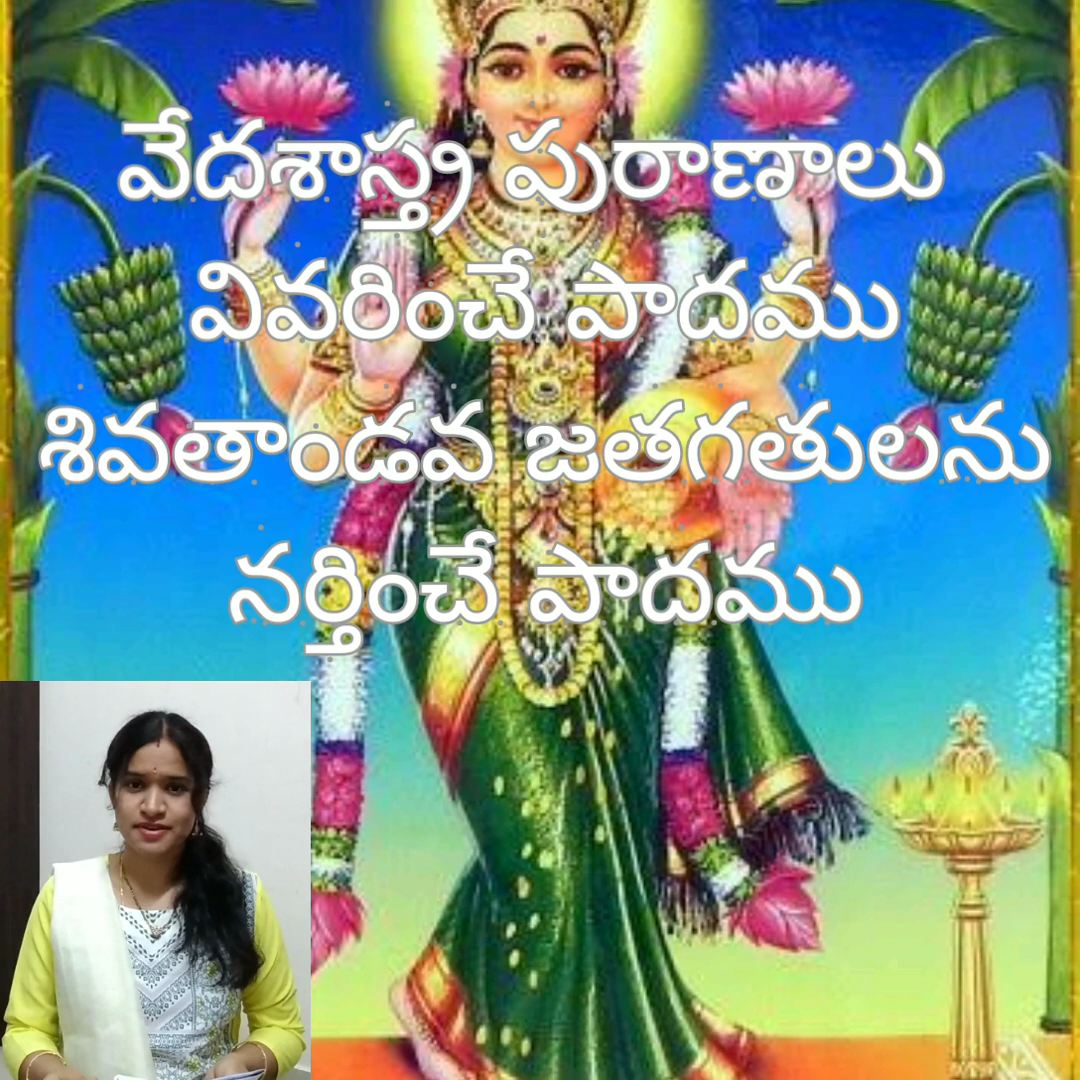 వేదశాస్త్ర పురాణాలు
వివరించే పాదము
శివతాండవ జతగతులను
నర్తించే పాదము